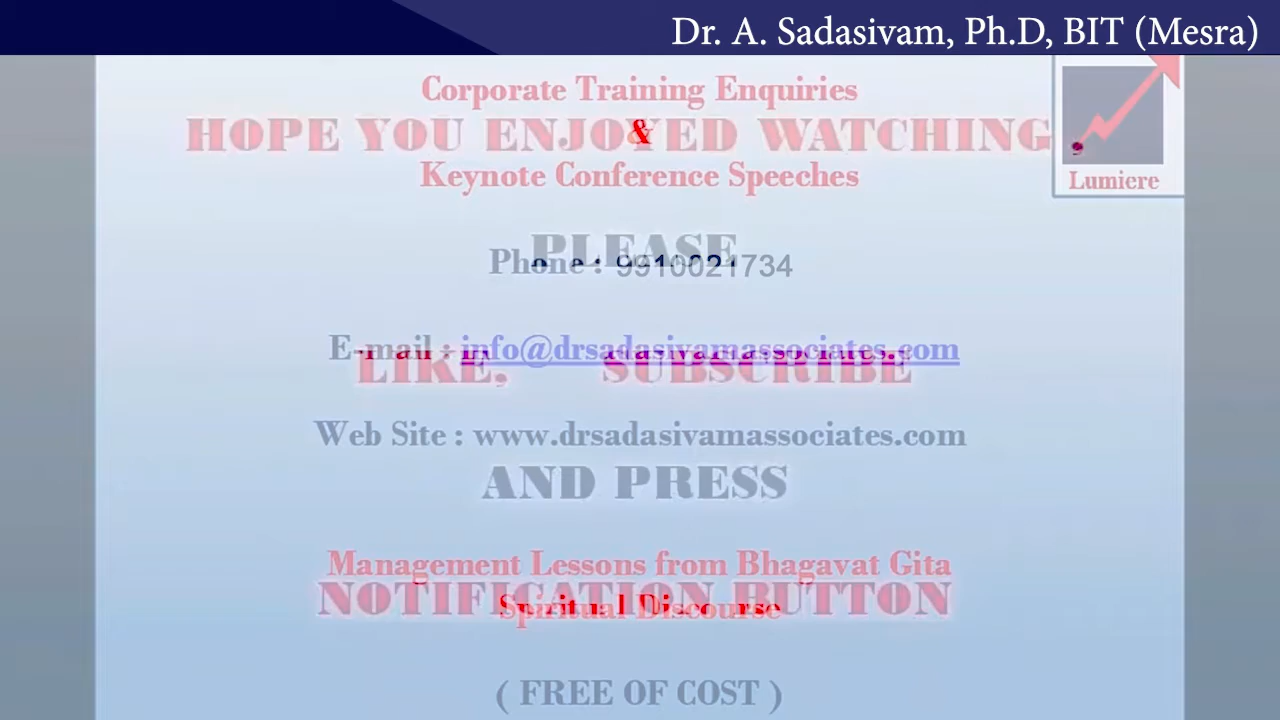 Dr. A. Sadasivam, Ph.D, BIT (Mesra)
Corporate Training Enquiries
HOPE YOU ENJOYED WATCHING
&
Keynote Conference Speeches
Lumiere
PLEASE
Phone : 9910021734
E-mail : info@drsadasivamassociates.com
LIKE, SUBSCRIBE
Web Site : www.drsadasivamassociates.com
AND PRESS
Management Lessons from Bhagavat Gita
NOTIFICATION BUTTON
Spiritual Discourse
( FREE OF COST )